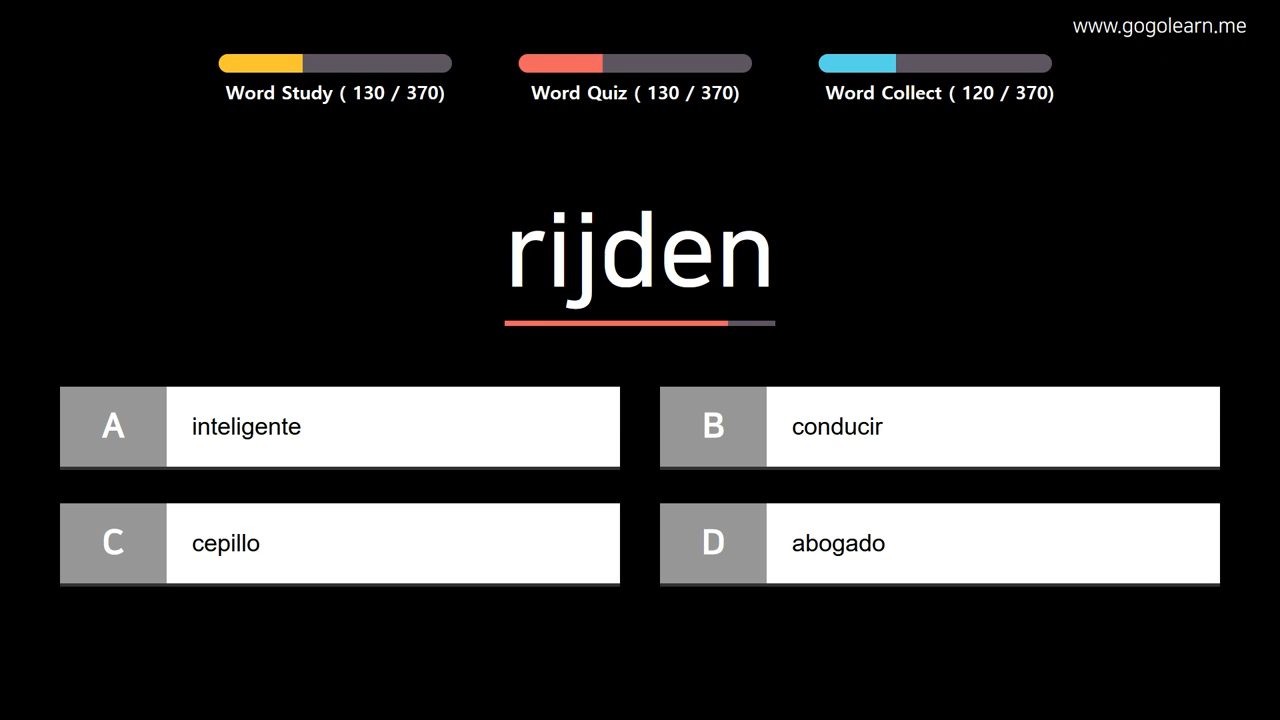 www.gogolearn.me
Word Study ( 130 / 370)
Word Quiz ( 130 / 370)
Word Collect ( 120 / 370)
rijden
A inteligente
B conducir
C cepillo
D abogado